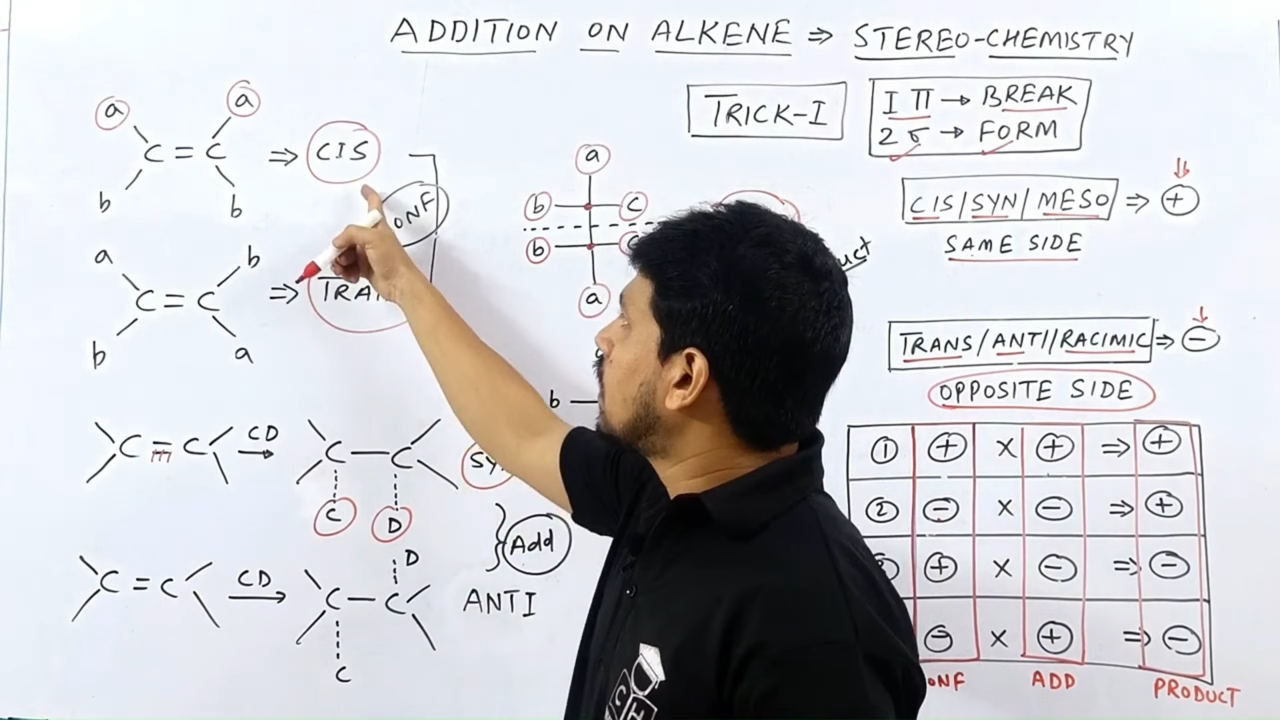 ADDITION ON ALKENE ⇒ STEREO-CHEMISTRY
TRICK-I
1 π → BREAK
2 σ → FORM
a a
C = C ⇒ CIS
b b
a b
C = C ⇒
b a
a
b C
b
a
b
CIS/SYN/MESO ⇒ +
SAME SIDE
TRANS/ANTI/RACIMIC ⇒ −
OPPOSITE SIDE
C = C CD → C — C
C D
Add
C = C CD → C — C ANTI
D
C
1 + × + ⇒ +
2 − × − ⇒ +
+ × − ⇒ −
− × + ⇒ −
ADD PRODUCT